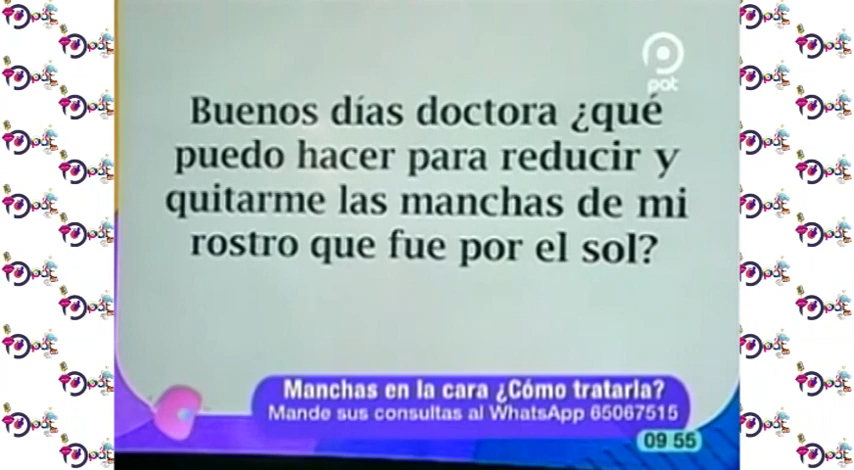 pat
Buenos días doctora ¿qué
puedo hacer para reducir y
quitarme las manchas de mi
rostro que fue por el sol?
Manchas en la cara ¿Cómo tratarla?
Mande sus consultas al WhatsApp 65067515
09 55